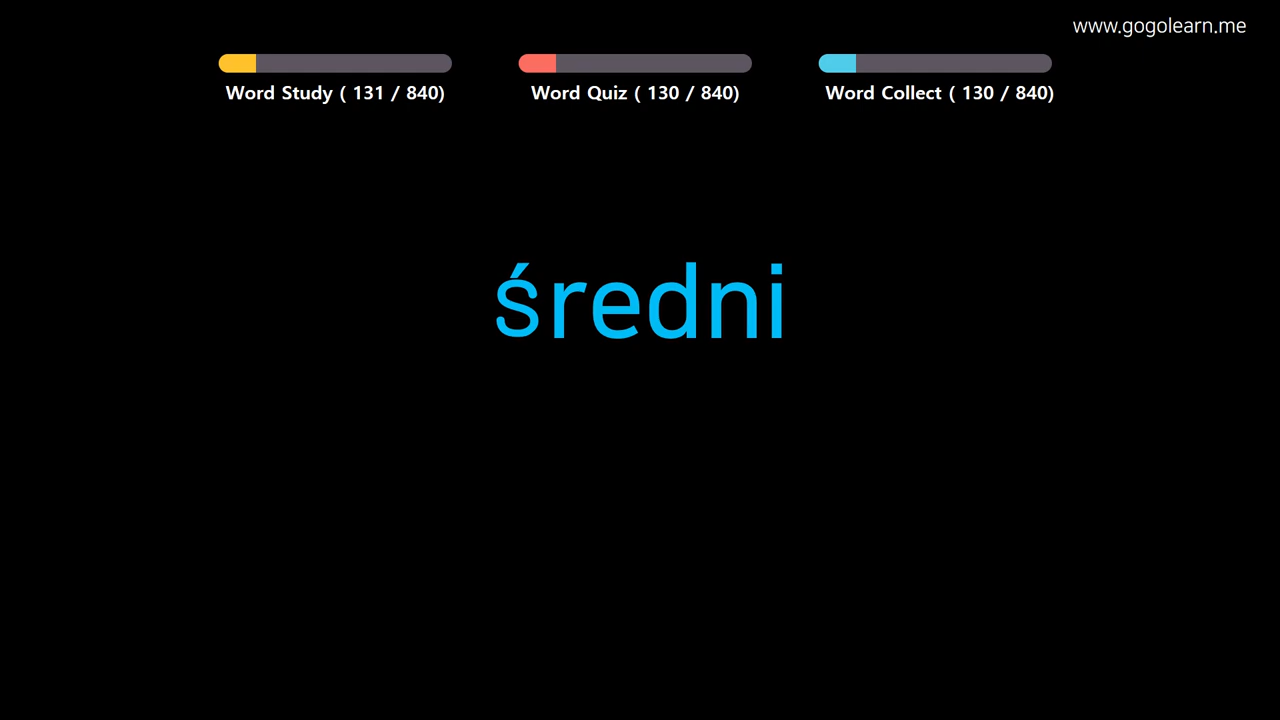 www.gogolearn.me
Word Study ( 131 / 840)
Word Quiz ( 130 / 840)
Word Collect ( 130 / 840)
średni